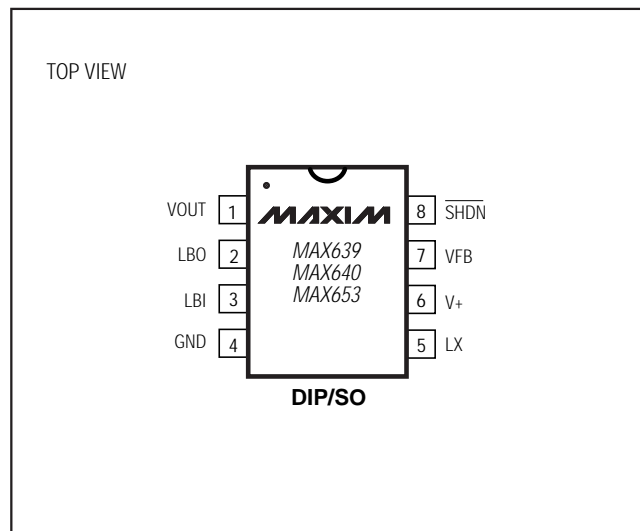 TOP VIEW
VOUT 1 MAXIM 8 SHDN
LBO 2 MAX639 7 VFB
MAX640
LBI 3 MAX653 6 V+
GND 4 5 LX
DIP/SO